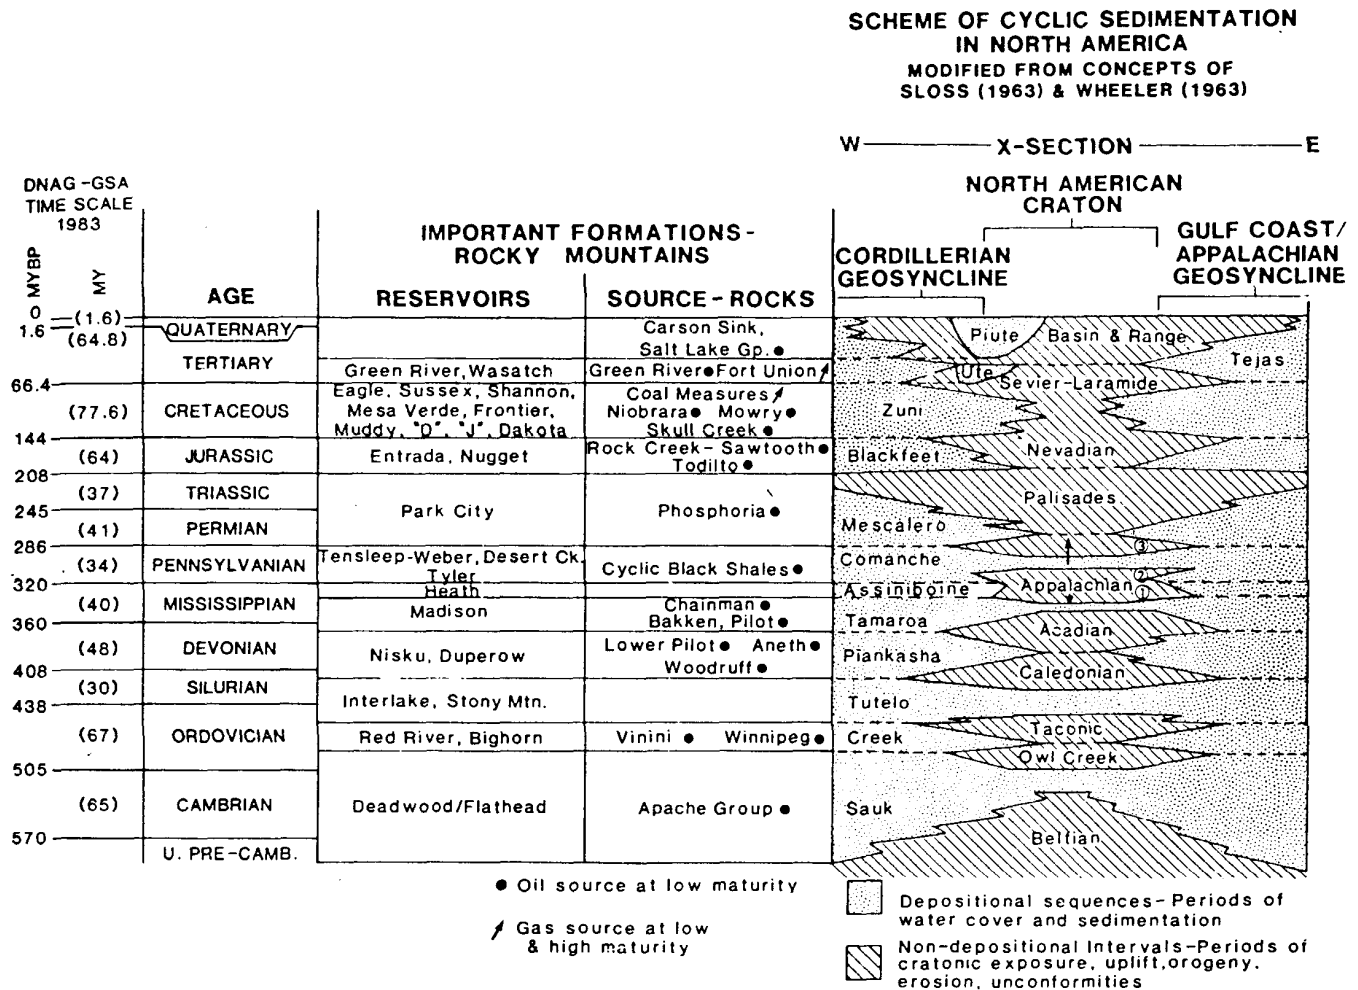 SCHEME OF CYCLIC SEDIMENTATION
IN NORTH AMERICA
MODIFIED FROM CONCEPTS OF
SLOSS (1963) & WHEELER (1963)
W X-SECTION E
NORTH AMERICAN
CRATON
GULF COAST/
APPALACHIAN
GEOSYNCLINE
CORDILLERIAN
GEOSYNCLINE
DNAG-GSA
TIME SCALE
1983
MYBP
MY
AGE
IMPORTANT FORMATIONS-
ROCKY MOUNTAINS
RESERVOIRS
SOURCE-ROCKS
0
1.6
66.4
144
208
245
286
320
360
408
438
505
570
(1.6)
(64.8)
(77.6)
(64)
(37)
(41)
(34)
(40)
(48)
(30)
(67)
(65)
QUATERNARY
TERTIARY
CRETACEOUS
JURASSIC
TRIASSIC
PERMIAN
PENNSYLVANIAN
MISSISSIPPIAN
DEVONIAN
SILURIAN
ORDOVICIAN
CAMBRIAN
U. PRE-CAMB.
Green River, Wasatch
Eagle, Sussex, Shannon,
Mesa Verde, Frontier,
Muddy, "D", "J", Dakota
Entrada, Nugget
Park City
Tensleep-Weber, Desert Ck.
Tyler
Heath
Madison
Nisku, Duperow
Interlake, Stony Mtn.
Red River, Bighorn
Deadwood/Flathead
Carson Sink,
Salt Lake Gp.
Green River Fort Union
Coal Measures
Niobrara Mowry
Skull Creek
Rock Creek-Sawtooth
Todilto
Phosphoria
Cyclic Black Shales
Chainman
Bakken, Pilot
Lower Pilot Aneth
Woodruff
Vinini Winnipeg
Apache Group
Piute Basin & Range
Tejas
Ute
Sevier-Laramide
Zuni
Blackfeet
Nevadian
Palisades
Mescalero
Comanche
3
2
Assiniboine
Appalachian
1
Tamaroa
Acadian
Piankasha
Caledonian
Tutelo
Taconic
Creek
Owl Creek
Sauk
Beltian
Oil source at low maturity
Gas source at low
& high maturity
Depositional sequences-Periods of
water cover and sedimentation
Non-depositional Intervals-Periods of
cratonic exposure, uplift, orogeny,
erosion, unconformities